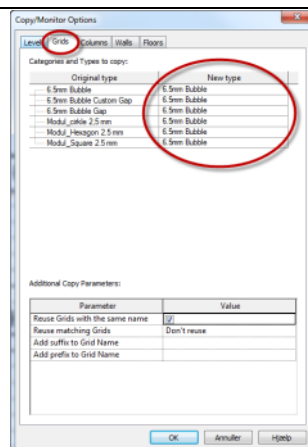 Copy/Monitor Options
Levels Grids Columns Walls Floors
Categories and Types to copy:
Original type New type
6.5mm Bubble 6.5mm Bubble
6.5mm Bubble Custom Gap 6.5mm Bubble
6.5mm Bubble Gap 6.5mm Bubble
Modul_cirkle 2.5 mm 6.5mm Bubble
Modul_Hexagon 2.5 mm 6.5mm Bubble
Modul_Square 2.5 mm 6.5mm Bubble
Additional Copy Parameters:
Parameter Value
Reuse Grids with the same name
Reuse matching Grids Don't reuse
Add suffix to Grid Name
Add prefix to Grid Name
OK Annuller Hjælp